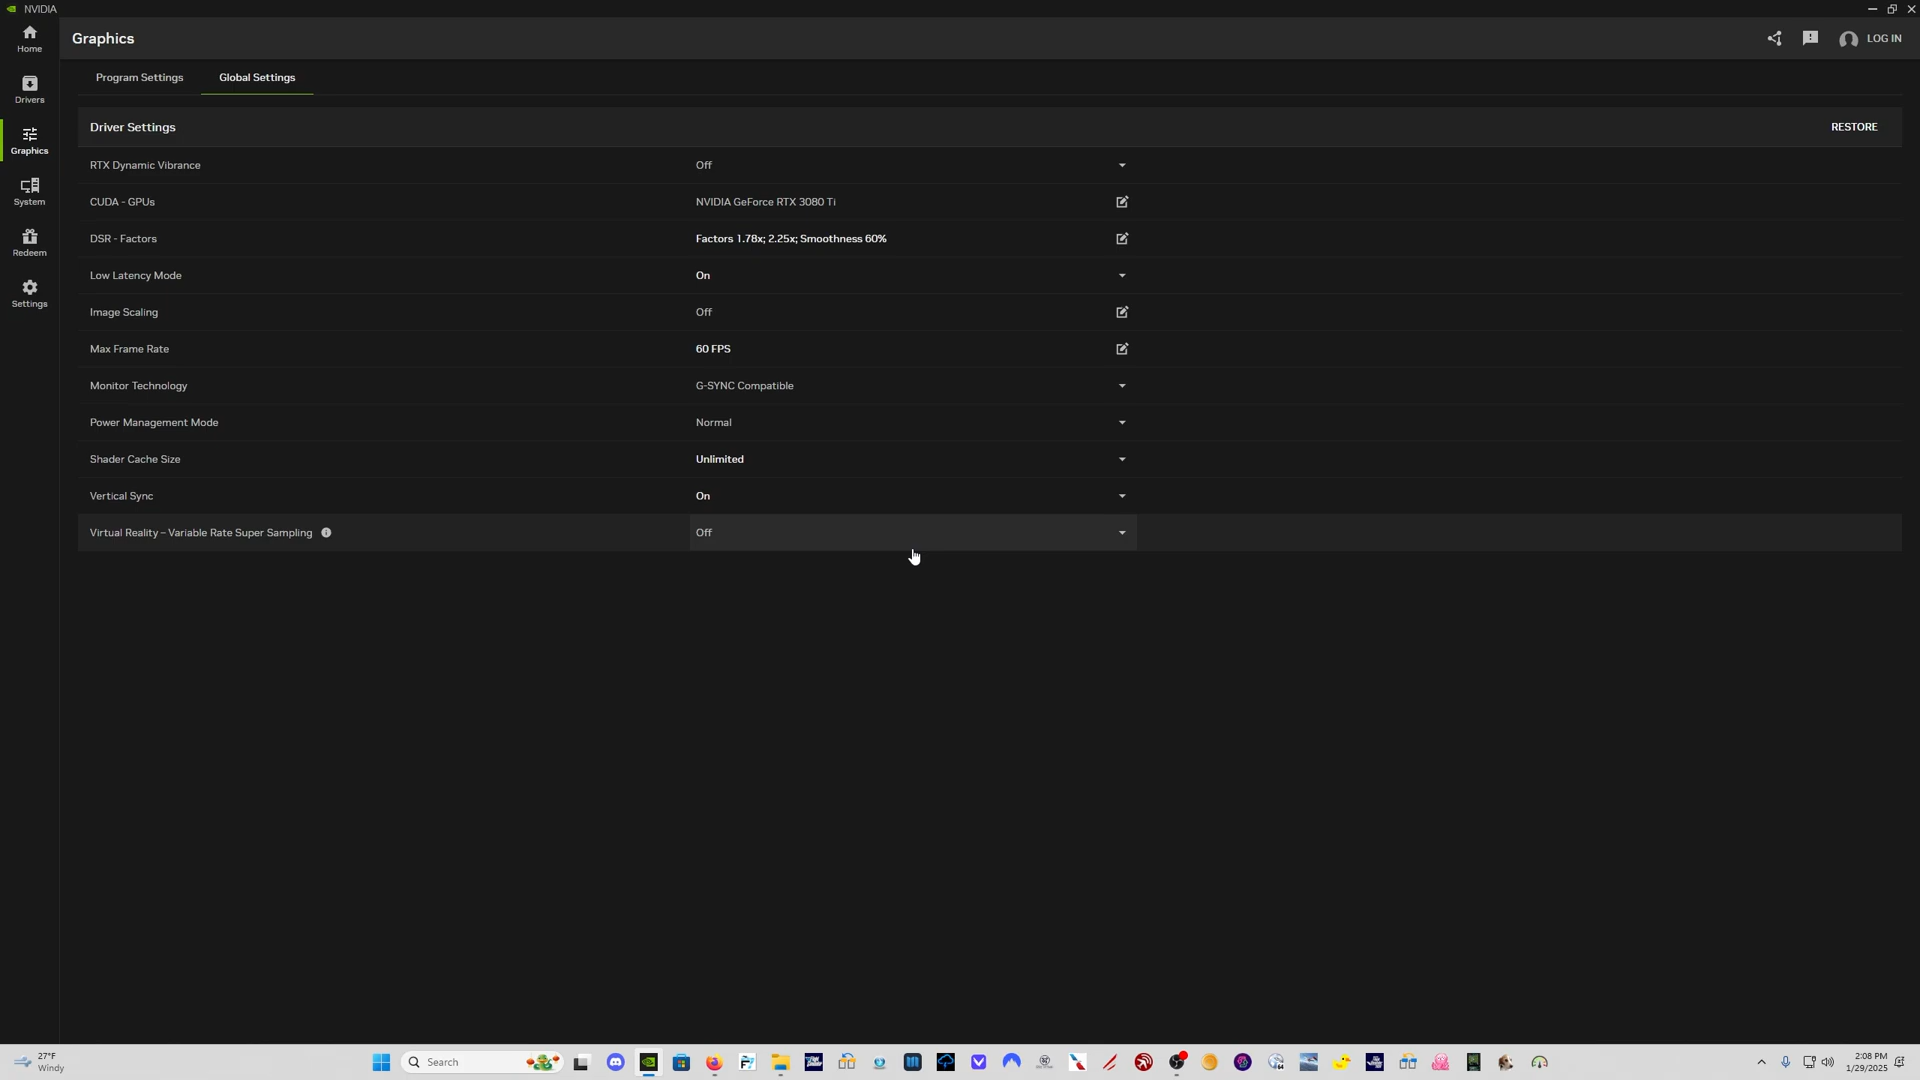 NVIDIA
Home
Graphics
LOG IN
Program Settings
Global Settings
Drivers
Driver Settings
RESTORE
Graphics
RTX Dynamic Vibrance
Off
CUDA - GPUs
NVIDIA GeForce RTX 3080 Ti
System
DSR - Factors
Factors 1.78x; 2.25x; Smoothness 60%
Redeem
Low Latency Mode
On
Settings
Image Scaling
Off
Max Frame Rate
60 FPS
Monitor Technology
G-SYNC Compatible
Power Management Mode
Normal
Shader Cache Size
Unlimited
Vertical Sync
On
Virtual Reality – Variable Rate Super Sampling
Off
27°F
Windy
Search
2:08 PM
1/29/2025